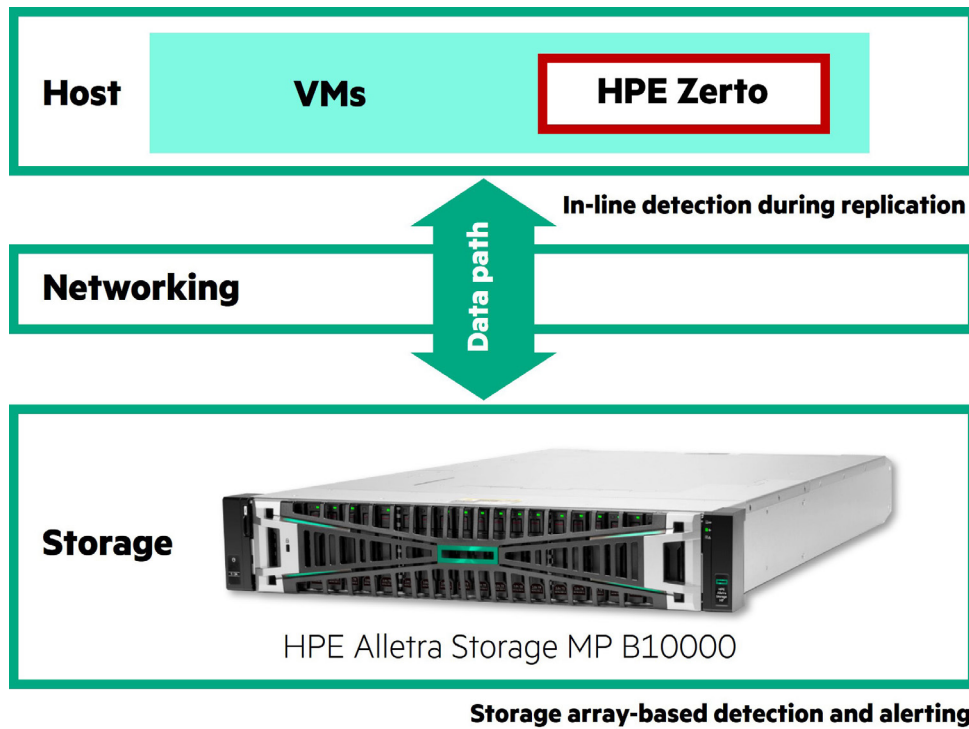 Host
VMs
HPE Zerto
In-line detection during replication
Data path
Networking
Storage
HPE Alletra Storage MP B10000
Storage array-based detection and alerting